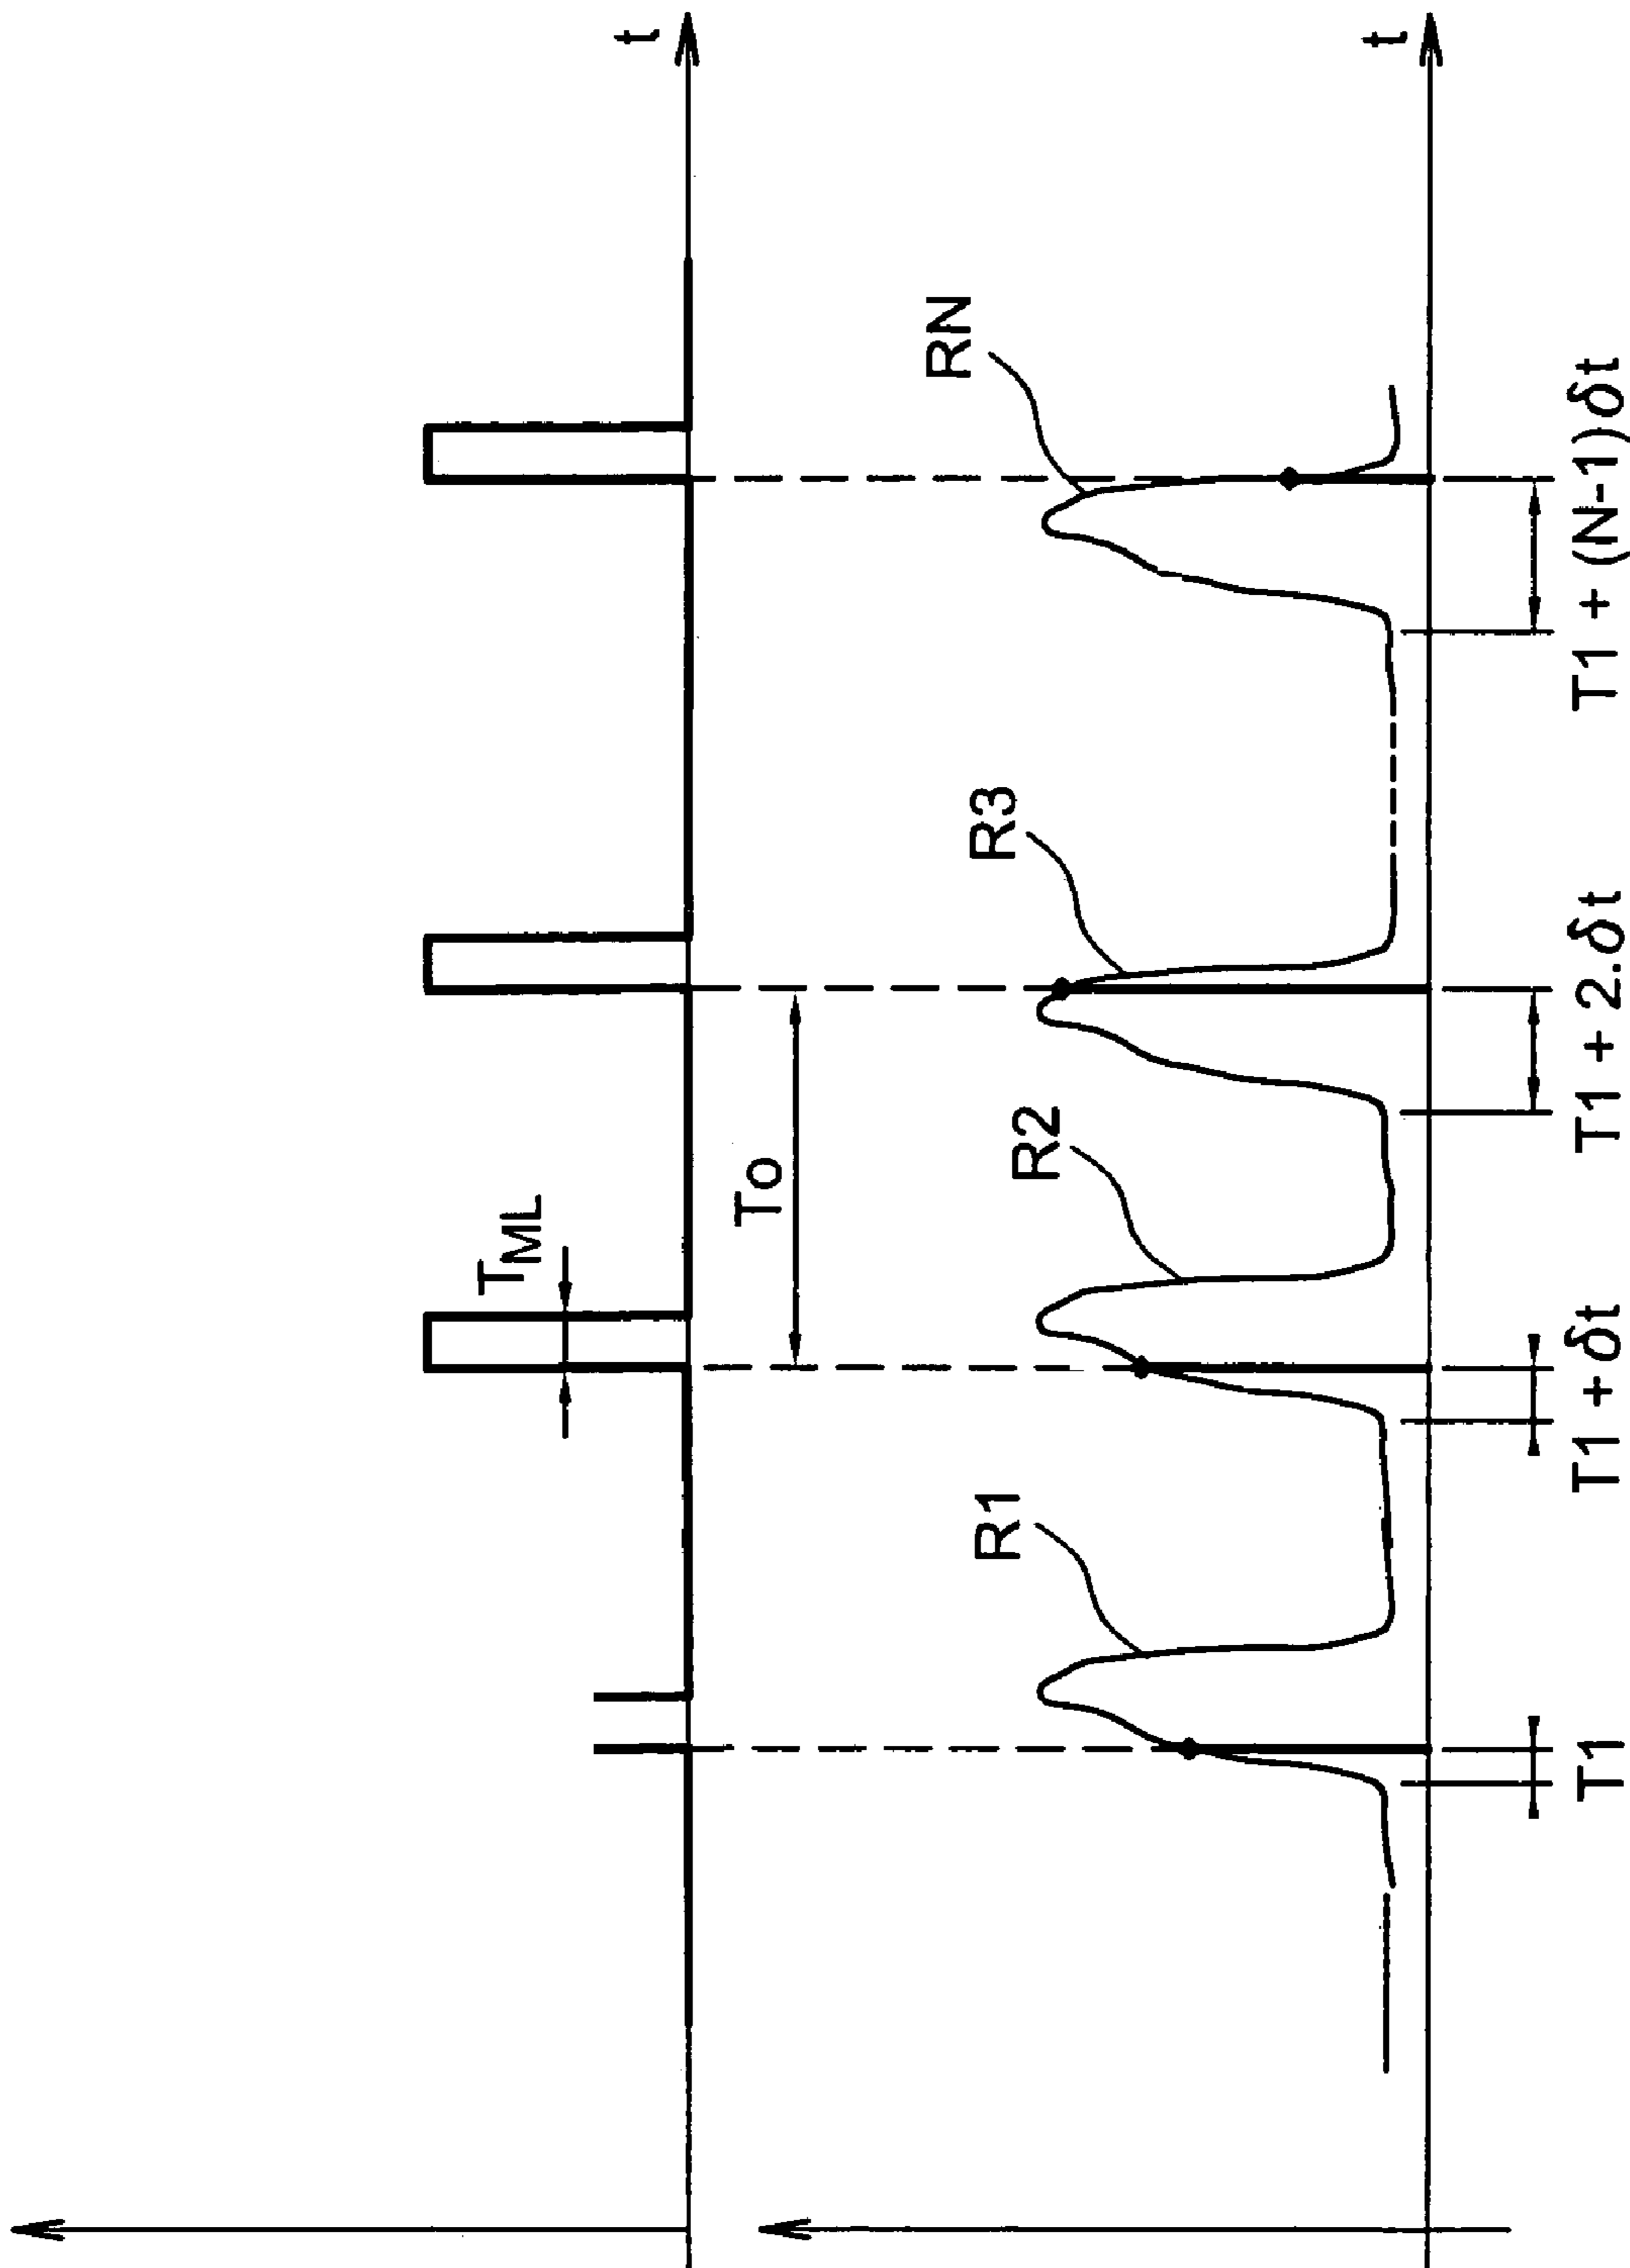 t
T_ML
To
t
R1
R2
R3
RN
T1
T1 + δt
T1 + 2.δt
T1 + (N-1)δt